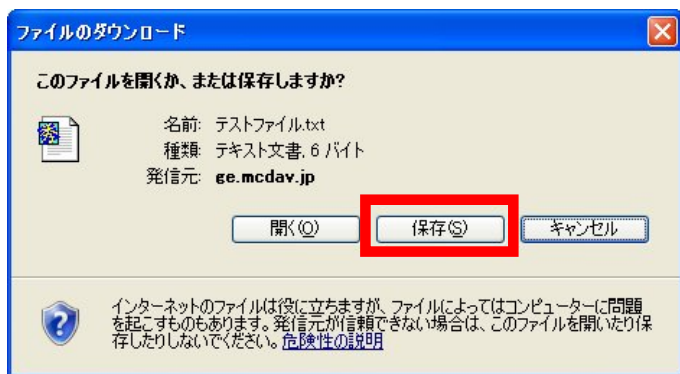 ファイルのダウンロード
このファイルを開くか、または保存しますか?
秀
名前: テストファイル.txt
種類: テキスト文書, 6 バイト
発信元: ge.mcdav.jp
開く(O) 保存(S) キャンセル
インターネットのファイルは役に立ちますが、ファイルによってはコンピューターに問題
を起こすものもあります。発信元が信頼できない場合は、このファイルを開いたり保
存したりしないでください。危険性の説明